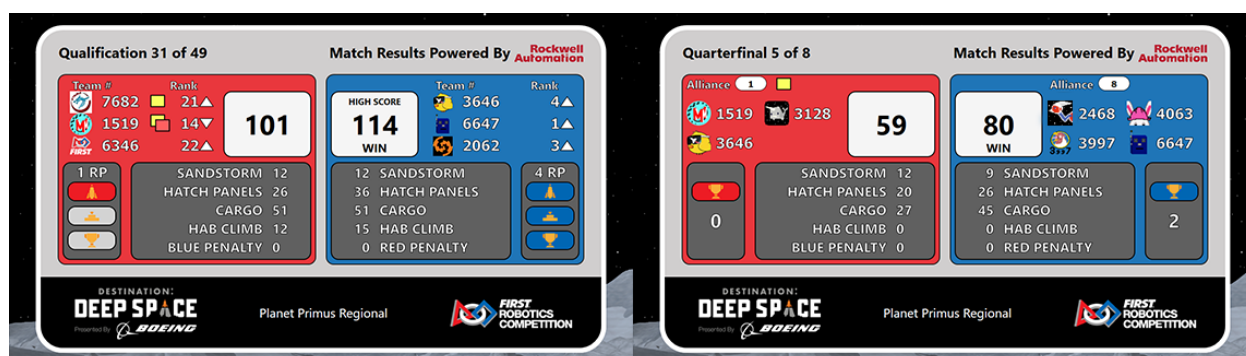 Qualification 31 of 49
Match Results Powered By Rockwell Automation
Team # Rank
7682 21
1519 14
FIRST 6346 22
101
HIGH SCORE
114
WIN
Team # Rank
3646 4
6647 1
2062 3
1 RP
SANDSTORM 12
HATCH PANELS 26
CARGO 51
HAB CLIMB 12
BLUE PENALTY 0
12 SANDSTORM
36 HATCH PANELS
51 CARGO
15 HAB CLIMB
0 RED PENALTY
4 RP
DESTINATION:
DEEP SPACE
Presented By BOEING
Planet Primus Regional
FIRST
ROBOTICS
COMPETITION
Quarterfinal 5 of 8
Match Results Powered By Rockwell Automation
Alliance 1
1519 3128
3646
59
80
WIN
Alliance 8
2468 4063
3997 3997 6647
0
SANDSTORM 12
HATCH PANELS 20
CARGO 27
HAB CLIMB 0
BLUE PENALTY 0
9 SANDSTORM
26 HATCH PANELS
45 CARGO
0 HAB CLIMB
0 RED PENALTY
2
DESTINATION:
DEEP SPACE
Presented By BOEING
Planet Primus Regional
FIRST
ROBOTICS
COMPETITION